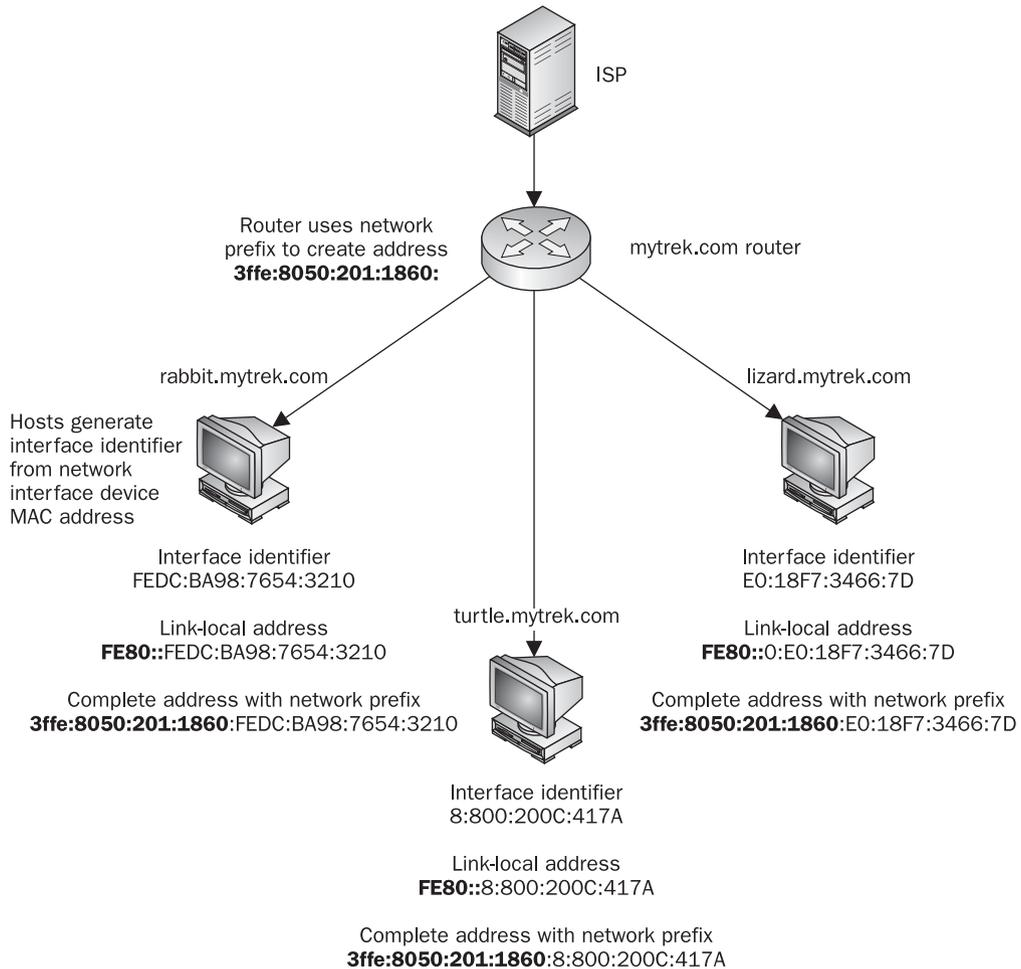 ISP
Router uses network
prefix to create address
3ffe:8050:201:1860:
mytrek.com router
rabbit.mytrek.com
lizard.mytrek.com
Hosts generate
interface identifier
from network
interface device
MAC address
Interface identifier
FEDC:BA98:7654:3210
Link-local address
FE80::FEDC:BA98:7654:3210
Complete address with network prefix
3ffe:8050:201:1860:FEDC:BA98:7654:3210
Interface identifier
E0:18F7:3466:7D
Link-local address
FE80::0:E0:18F7:3466:7D
Complete address with network prefix
3ffe:8050:201:1860:E0:18F7:3466:7D
turtle.mytrek.com
Interface identifier
8:800:200C:417A
Link-local address
FE80::8:800:200C:417A
Complete address with network prefix
3ffe:8050:201:1860:8:800:200C:417A